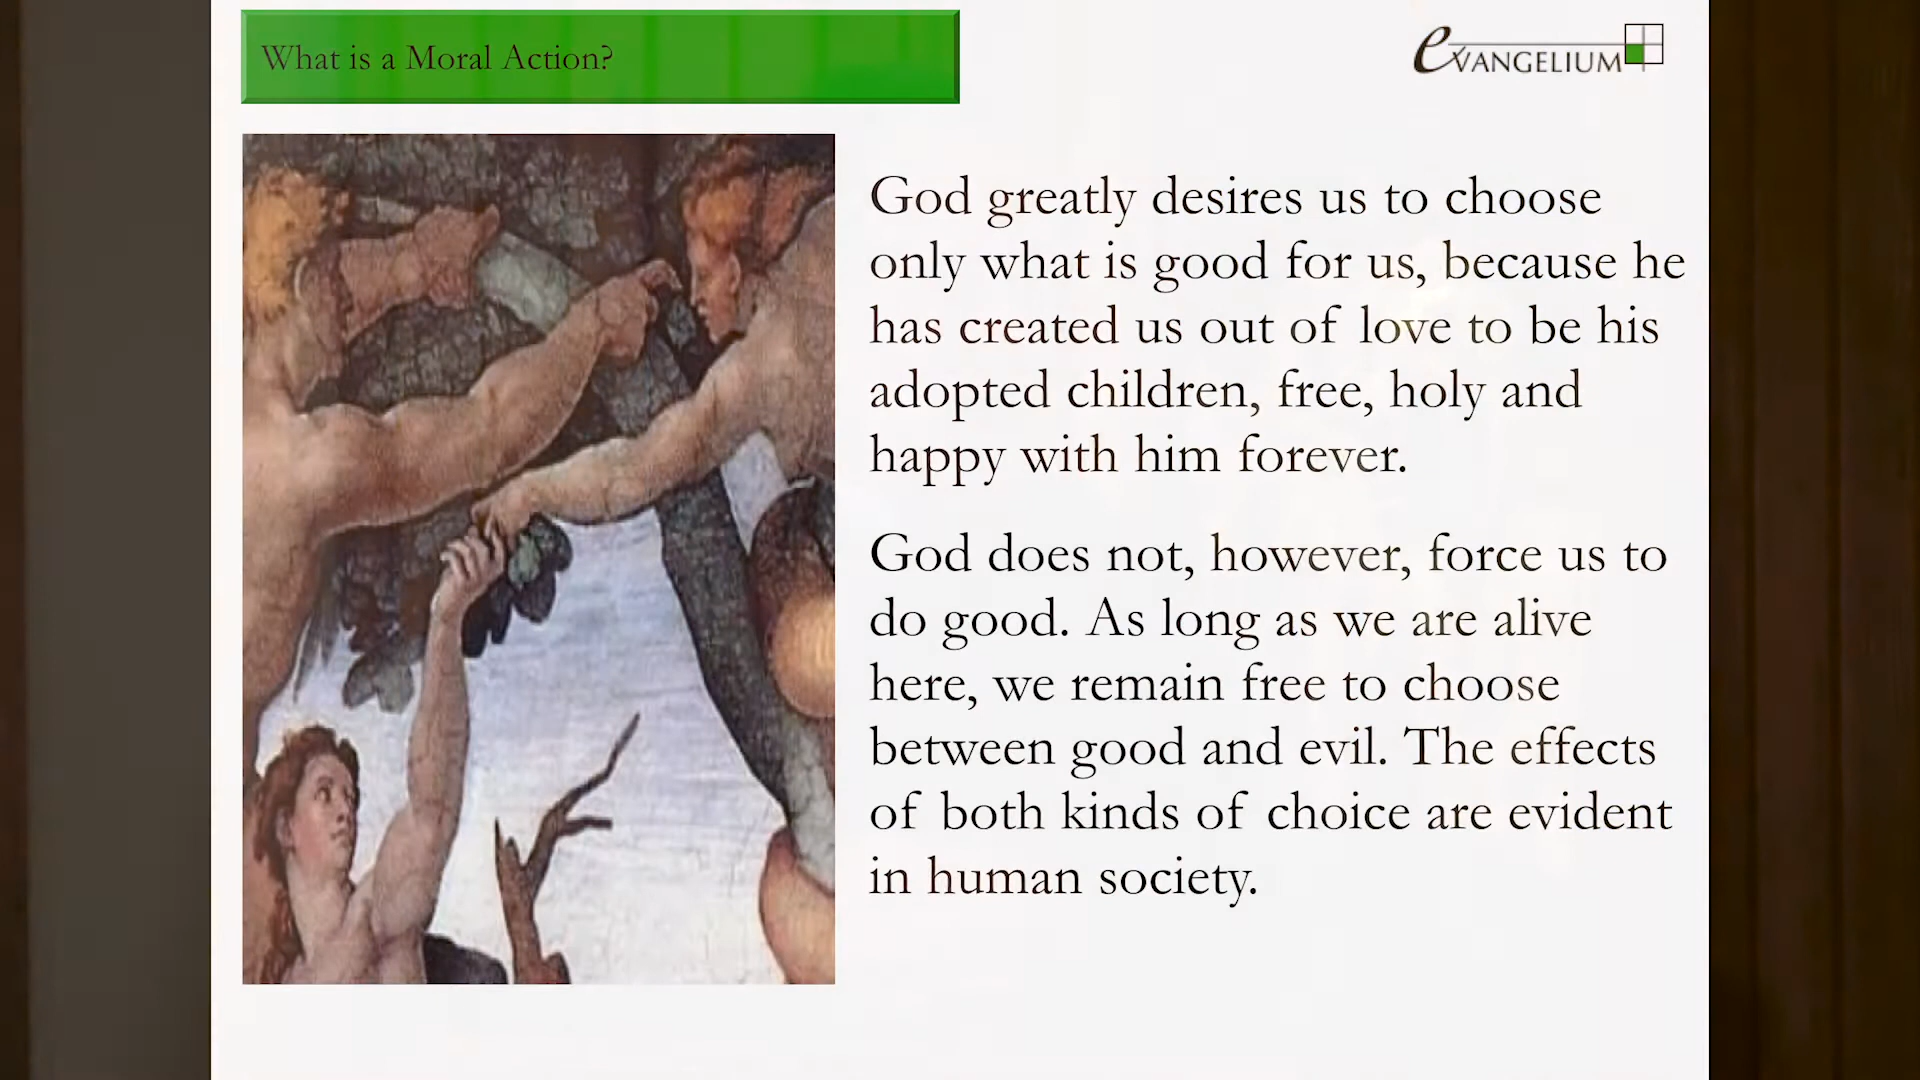 What is a Moral Action?
EVANGELIUM
God greatly desires us to choose
only what is good for us, because he
has created us out of love to be his
adopted children, free, holy and
happy with him forever.
God does not, however, force us to
do good. As long as we are alive
here, we remain free to choose
between good and evil. The effects
of both kinds of choice are evident
in human society.